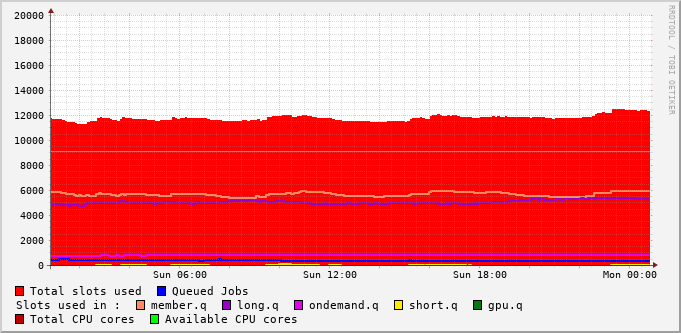 RRDTOOL / TOBI OETIKER
20000
18000
16000
14000
12000
10000
8000
6000
4000
2000
0
Sun 06:00 Sun 12:00 Sun 18:00 Mon 00:00
Total slots used Queued Jobs
Slots used in : member.q long.q ondemand.q short.q gpu.q
Total CPU cores Available CPU cores